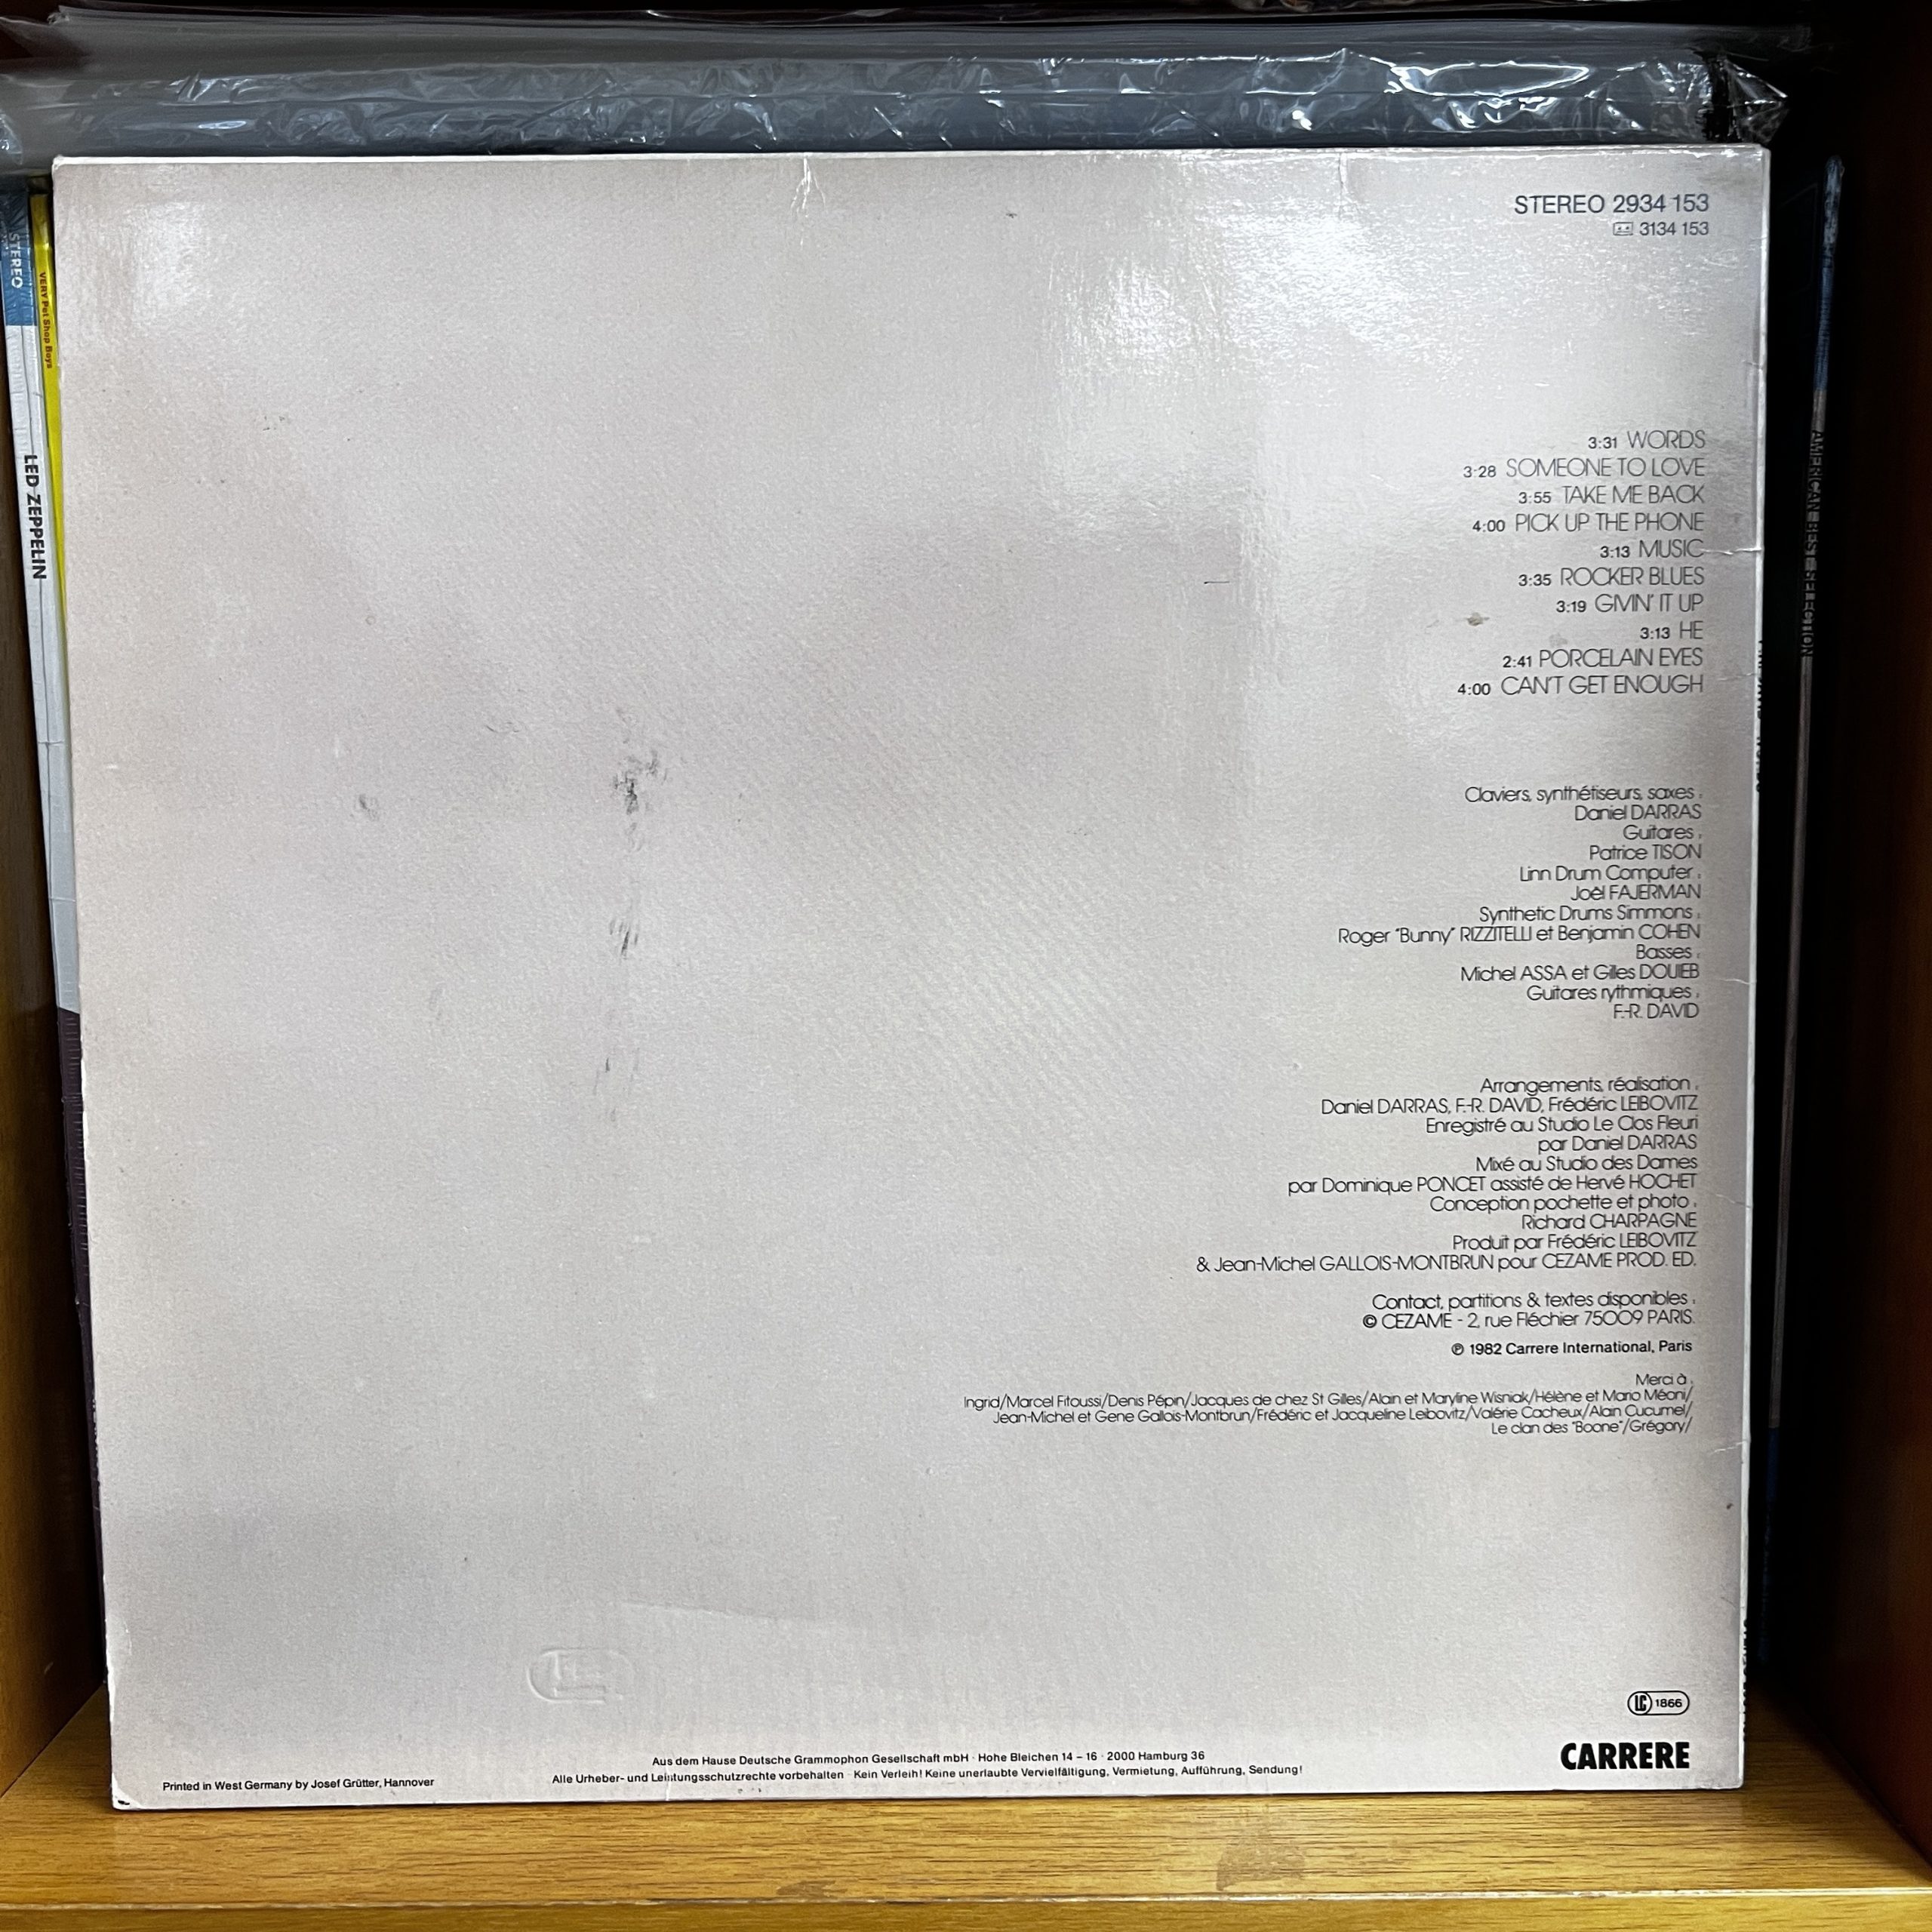 STEREO 2934 153
3134 153
STEREO
VERY Pet Shop Boys
LED ZEPPELIN
3:31 WORDS
3:28 SOMEONE TO LOVE
3:55 TAKE ME BACK
4:00 PICK UP THE PHONE
3:13 MUSIC
3:35 ROCKER BLUES
3:19 GIVIN' IT UP
3:13 HE
2:41 PORCELAIN EYES
4:00 CAN'T GET ENOUGH
Claviers, synthétiseurs, saxes :
Daniel DARRAS
Guitares :
Patrice TISON
Linn Drum Computer :
Joël FAJERMAN
Synthetic Drums Simmons :
Roger "Bunny" RIZZITELLI et Benjamin COHEN
Basses :
Michel ASSA et Gilles DOUIEB
Guitares rythmiques :
F.-R. DAVID
Arrangements, réalisation :
Daniel DARRAS, F.-R. DAVID, Frédéric LEIBOVITZ
Enregistré au Studio Le Clos Fleuri
par Daniel DARRAS
Mixé au Studio des Dames
par Dominique PONCET assisté de Hervé HOCHET
Conception pochette et photo :
Richard CHARPAGNE
Produit par Frédéric LEIBOVITZ
& Jean-Michel GALLOIS-MONTBRUN pour CEZAME PROD. ED.
Contact, partitions & textes disponibles :
© CEZAME - 2, rue Fléchier 75009 PARIS.
℗ 1982 Carrere International, Paris
Merci à :
Ingrid/Marcel Fitoussi/Denis Pépin/Jacques de chez St Gilles/Alain et Maryline Wisniak/Hélène et Mario Méoni/
Jean-Michel et Gene Gallois-Montbrun/Frédéric et Jacqueline Leibovitz/Valérie Cacheux/Alain Cucumel/
Le clan des "Boone"/Grégory/
LC 1866
CARRERE
Aus dem Hause Deutsche Grammophon Gesellschaft mbH · Hohe Bleichen 14 – 16 · 2000 Hamburg 36
Alle Urheber- und Leistungsschutzrechte vorbehalten · Kein Verleih! Keine unerlaubte Vervielfältigung, Vermietung, Aufführung, Sendung!
Printed in West Germany by Josef Grütter, Hannover